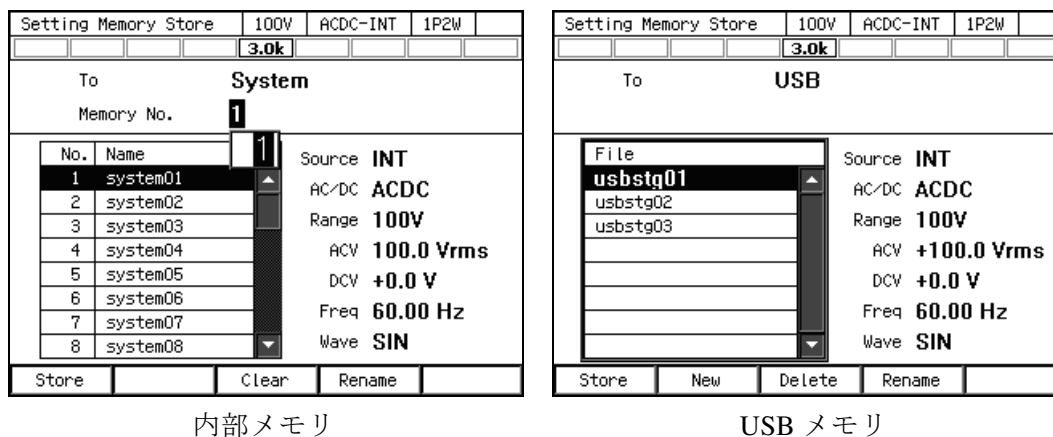 Setting Memory Store 100V ACDC-INT 1P2W
3.0k
To System
Memory No. 1
1
No. Name
1 system01
2 system02
3 system03
4 system04
5 system05
6 system06
7 system07
8 system08
Source INT
AC/DC ACDC
Range 100V
ACV 100.0 Vrms
DCV +0.0 V
Freq 60.00 Hz
Wave SIN
Store Clear Rename
内部メモリ
Setting Memory Store 100V ACDC-INT 1P2W
3.0k
To USB
File
usbstg01
usbstg02
usbstg03
Source INT
AC/DC ACDC
Range 100V
ACV +100.0 Vrms
DCV +0.0 V
Freq 60.00 Hz
Wave SIN
Store New Delete Rename
USB メモリ